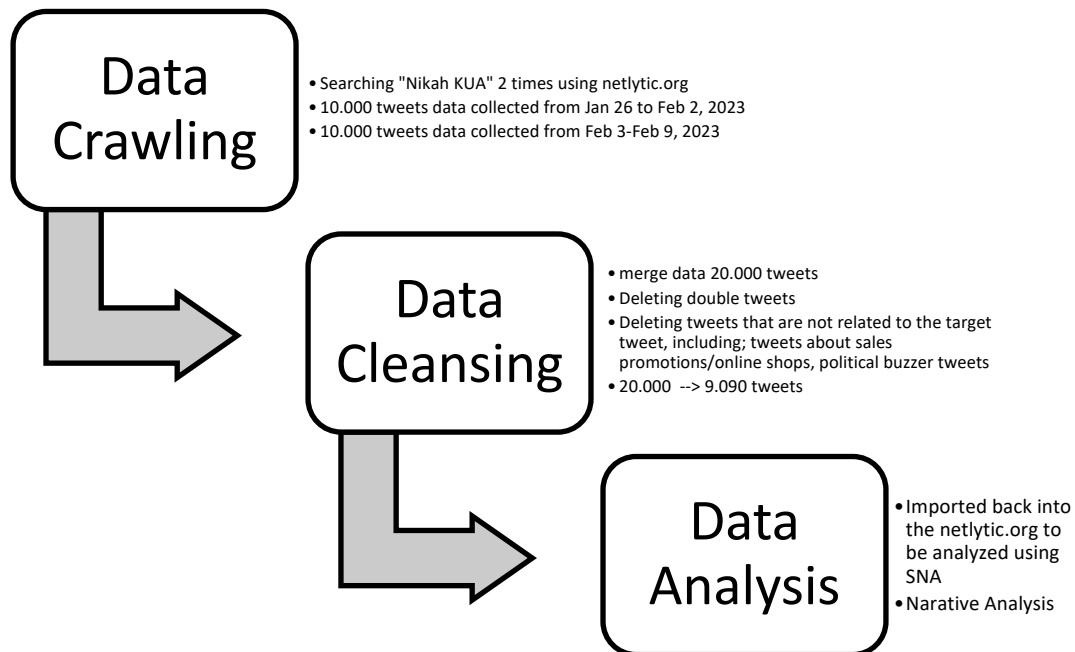 Data
Crawling
• Searching "Nikah KUA" 2 times using netlytic.org
• 10.000 tweets data collected from Jan 26 to Feb 2, 2023
• 10.000 tweets data collected from Feb 3-Feb 9, 2023
Data
Cleansing
• merge data 20.000 tweets
• Deleting double tweets
• Deleting tweets that are not related to the target
tweet, including; tweets about sales
promotions/online shops, political buzzer tweets
• 20.000 --> 9.090 tweets
Data
Analysis
• Imported back into
the netlytic.org to
be analyzed using
SNA
• Narative Analysis